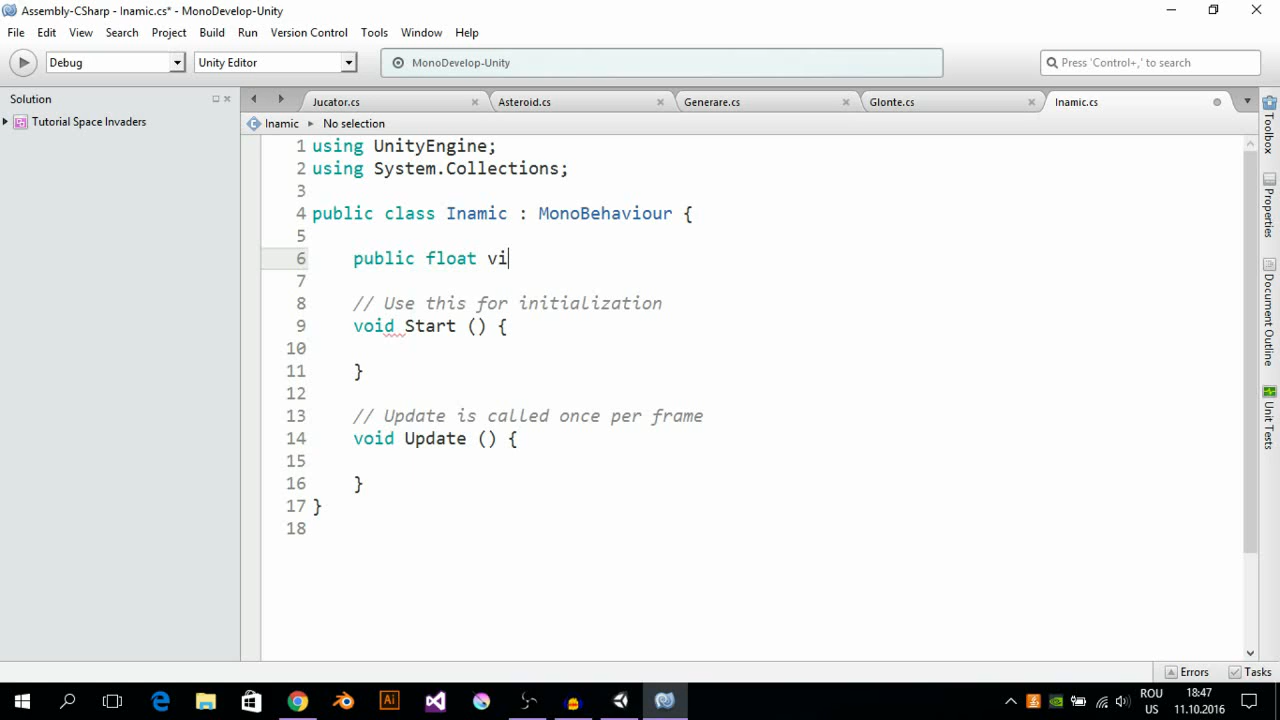 Assembly-CSharp - Inamic.cs* - MonoDevelop-Unity
File Edit View Search Project Build Run Version Control Tools Window Help
Debug Unity Editor MonoDevelop-Unity Press 'Control+,' to search
Solution
Tutorial Space Invaders
Jucator.cs Asteroid.cs Generare.cs Glonte.cs Inamic.cs
Inamic No selection
1 using UnityEngine;
2 using System.Collections;
3
4 public class Inamic : MonoBehaviour {
5
6 public float vi
7
8 // Use this for initialization
9 void Start () {
10
11 }
12
13 // Update is called once per frame
14 void Update () {
15
16 }
17 }
18
Toolbox
Properties
Document Outline
Unit Tests
Errors Tasks
Ai
ROU
US
18:47
11.10.2016